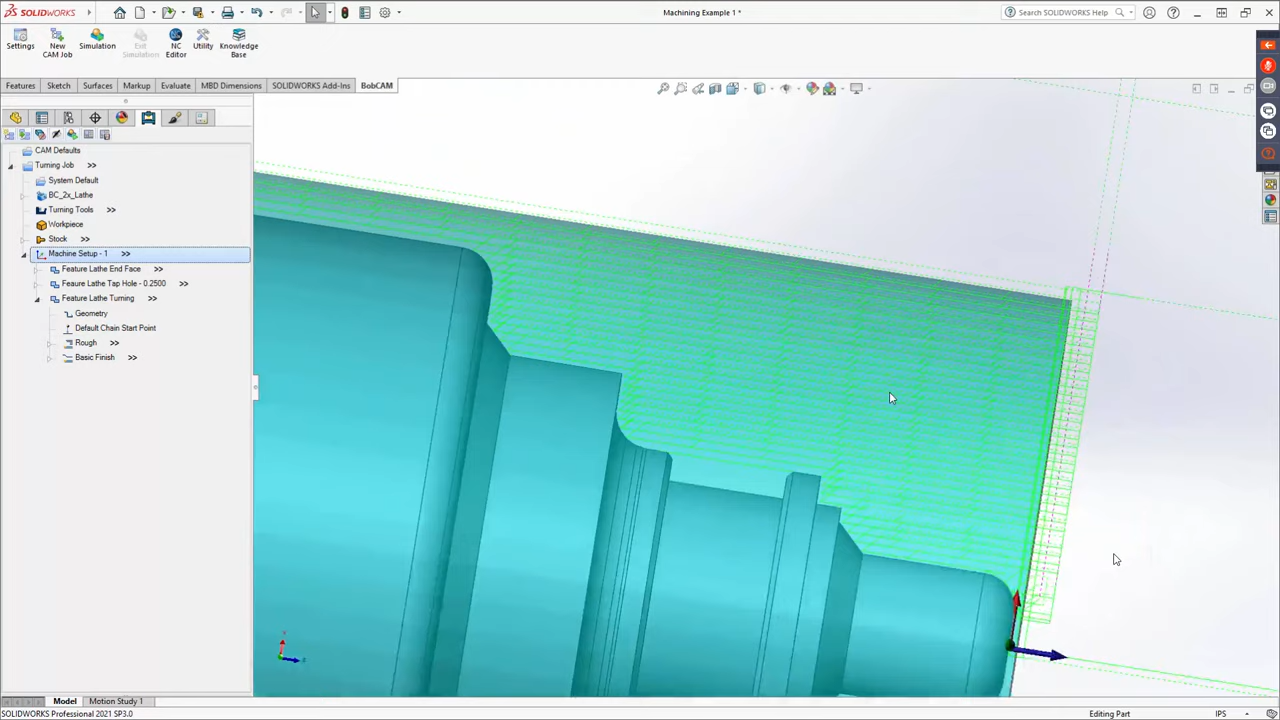 SOLIDWORKS
Machining Example 1 *
Search SOLIDWORKS Help
Settings
New CAM Job
Simulation
Exit Simulation
NC Editor
Utility
Knowledge Base
Features
Sketch
Surfaces
Markup
Evaluate
MBD Dimensions
SOLIDWORKS Add-Ins
BobCAM
CAM Defaults
Turning Job >>
System Default
BC_2x_Lathe
Turning Tools >>
Workpiece
Stock >>
Machine Setup - 1 >>
Feature Lathe End Face >>
Feaure Lathe Tap Hole - 0.2500 >>
Feature Lathe Turning >>
Geometry
Default Chain Start Point
Rough >>
Basic Finish >>
Model
Motion Study 1
SOLIDWORKS Professional 2021 SP3.0
Editing Part
IPS